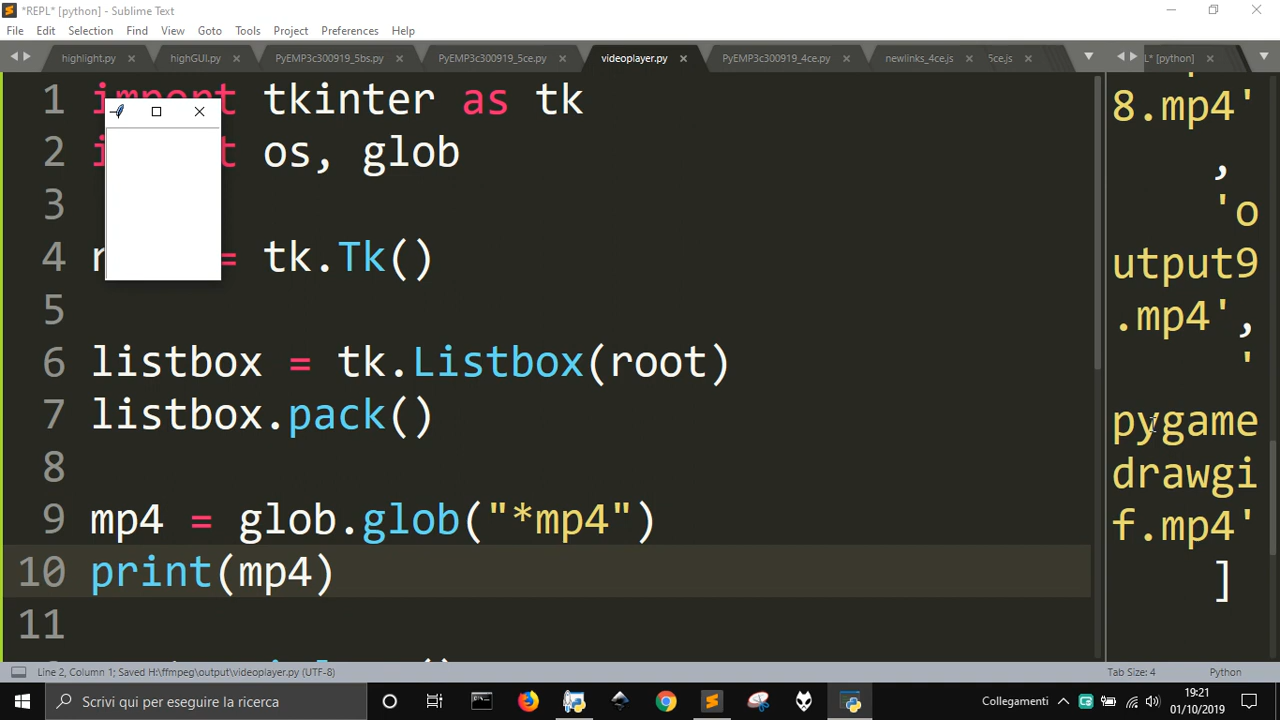 *REPL* [python] - Sublime Text
File Edit Selection Find View Goto Tools Project Preferences Help
highlight.py highGUI.py PyEMP3c300919_5bs.py PyEMP3c300919_5ce.py videoplayer.py PyEMP3c300919_4ce.py newlinks_4ce.js 5ce.js L* [python]
1 import tkinter as tk
2 os, glob
3
4 = tk.Tk()
5
6 listbox = tk.Listbox(root)
7 listbox.pack()
8
9 mp4 = glob.glob("*mp4")
10 print(mp4)
11
8.mp4'
,
'o
utput9
.mp4',
'
pygame
drawgi
f.mp4'
]
Line 2, Column 1; Saved H:\ffmpeg\output\videoplayer.py (UTF-8) Tab Size: 4 Python
Scrivi qui per eseguire la ricerca Collegamenti 19:21
01/10/2019